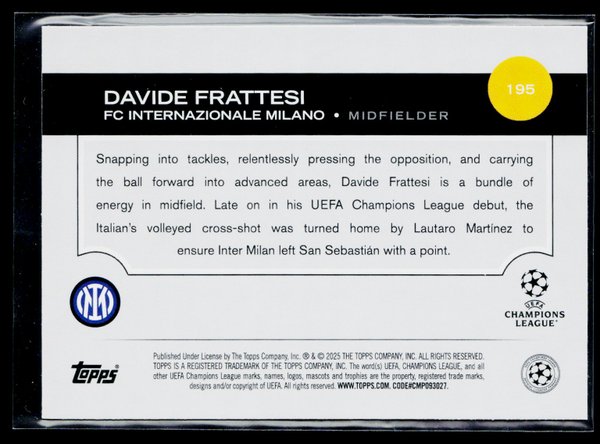 195
DAVIDE FRATTESI
FC INTERNAZIONALE MILANO • MIDFIELDER
Snapping into tackles, relentlessly pressing the opposition, and carrying
the ball forward into advanced areas, Davide Frattesi is a bundle of
energy in midfield. Late on in his UEFA Champions League debut, the
Italian's volleyed cross-shot was turned home by Lautaro Martínez to
ensure Inter Milan left San Sebastián with a point.
UEFA
CHAMPIONS
LEAGUE®
Topps®
Published Under License by The Topps Company, Inc. ® & © 2025 THE TOPPS COMPANY, INC. ALL RIGHTS RESERVED.
TOPPS IS A REGISTERED TRADEMARK OF THE TOPPS COMPANY, INC. The word(s) UEFA, CHAMPIONS LEAGUE, and all
other UEFA Champions League marks, names, logos, mascots and trophies are the property, registered trade marks,
designs and/or copyright of UEFA. All rights reserved. WWW.TOPPS.COM. CODE#CMP093027.